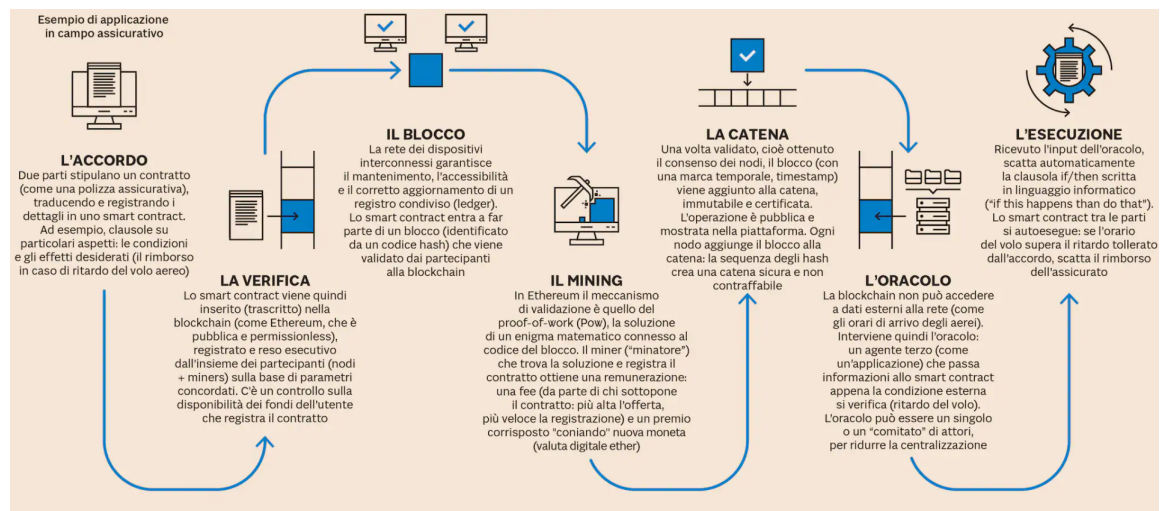 Esempio di applicazione
in campo assicurativo
L'ACCORDO
Due parti stipulano un contratto
(come una polizza assicurativa),
traducendo e registrando i
dettagli in uno smart contract.
Ad esempio, clausole su
particolari aspetti: le condizioni
e gli effetti desiderati (il rimborso
in caso di ritardo del volo aereo)
LA VERIFICA
Lo smart contract viene quindi
inserito (trascritto) nella
blockchain (come Ethereum, che è
pubblica e permissionless),
registrato e reso esecutivo
dall'insieme dei partecipanti (nodi
+ miners) sulla base di parametri
concordati. C'è un controllo sulla
disponibilità dei fondi dell'utente
che registra il contratto
IL BLOCCO
La rete dei dispositivi
interconnessi garantisce
il mantenimento, l'accessibilità
e il corretto aggiornamento di un
registro condiviso (ledger).
Lo smart contract entra a far
parte di un blocco (identificato
da un codice hash) che viene
validato dai partecipanti
alla blockchain
IL MINING
In Ethereum il meccanismo
di validazione è quello del
proof-of-work (Pow), la soluzione
di un enigma matematico connesso al
codice del blocco. Il miner ("minatore")
che trova la soluzione e registra il
contratto ottiene una remunerazione:
una fee (da parte di chi sottopone
il contratto: più alta l'offerta,
più veloce la registrazione) e un premio
corrisposto "coniando" nuova moneta
(valuta digitale ether)
LA CATENA
Una volta validato, cioè ottenuto
il consenso dei nodi, il blocco (con
una marca temporale, timestamp)
viene aggiunto alla catena,
immutabile e certificata.
L'operazione è pubblica e
mostrata nella piattaforma. Ogni
nodo aggiunge il blocco alla
catena: la sequenza degli hash
crea una catena sicura e non
contraffabile
L'ORACOLO
La blockchain non può accedere
a dati esterni alla rete (come
gli orari di arrivo degli aerei).
Interviene quindi l'oracolo:
un agente terzo (come
un'applicazione) che passa
informazioni allo smart contract
appena la condizione esterna
si verifica (ritardo del volo).
L'oracolo può essere un singolo
o un "comitato" di attori,
per ridurre la centralizzazione
L'ESECUZIONE
Ricevuto l'input dell'oracolo,
scatta automaticamente
la clausola if/then scritta
in linguaggio informatico
("if this happens than do that").
Lo smart contract tra le parti
si autoesegue: se l'orario
del volo supera il ritardo tollerato
dall'accordo, scatta il rimborso
dell'assicurato